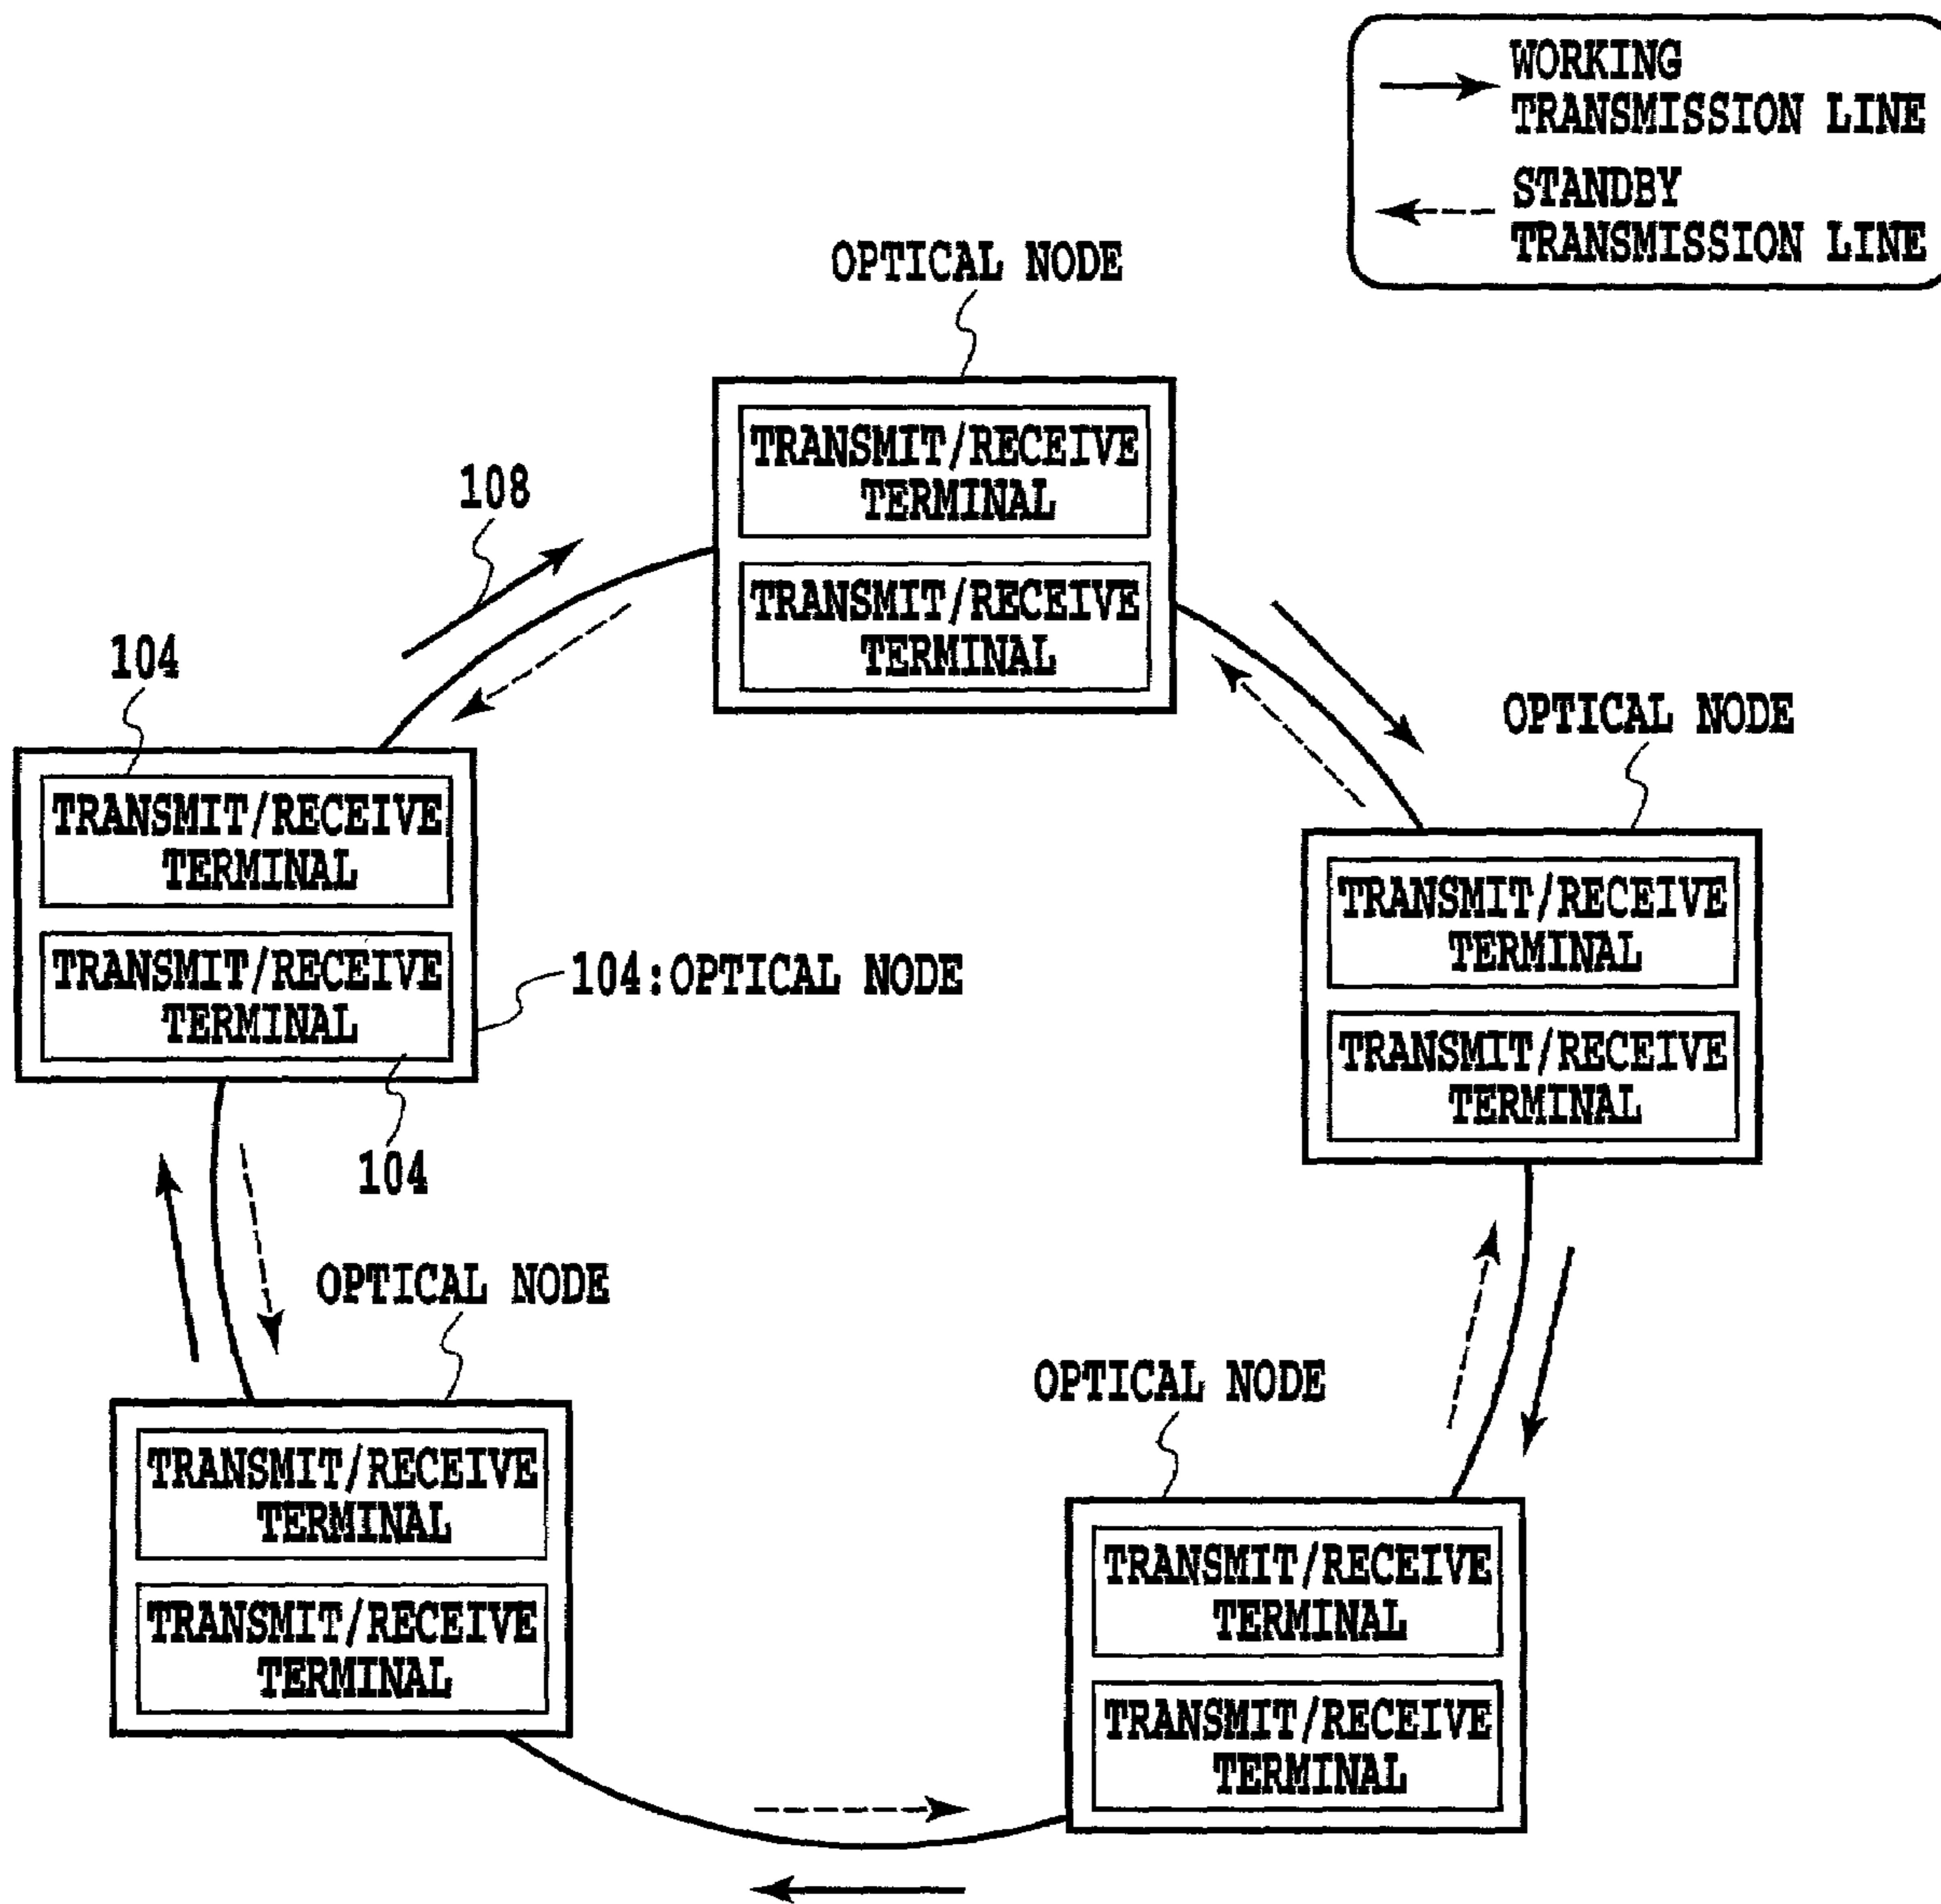 WORKING
TRANSMISSION LINE
STANDBY
TRANSMISSION LINE
OPTICAL NODE
TRANSMIT/RECEIVE
TERMINAL
TRANSMIT/RECEIVE
TERMINAL
108
104
TRANSMIT/RECEIVE
TERMINAL
TRANSMIT/RECEIVE
TERMINAL
104:OPTICAL NODE
104
OPTICAL NODE
TRANSMIT/RECEIVE
TERMINAL
TRANSMIT/RECEIVE
TERMINAL
OPTICAL NODE
TRANSMIT/RECEIVE
TERMINAL
TRANSMIT/RECEIVE
TERMINAL
OPTICAL NODE
TRANSMIT/RECEIVE
TERMINAL
TRANSMIT/RECEIVE
TERMINAL